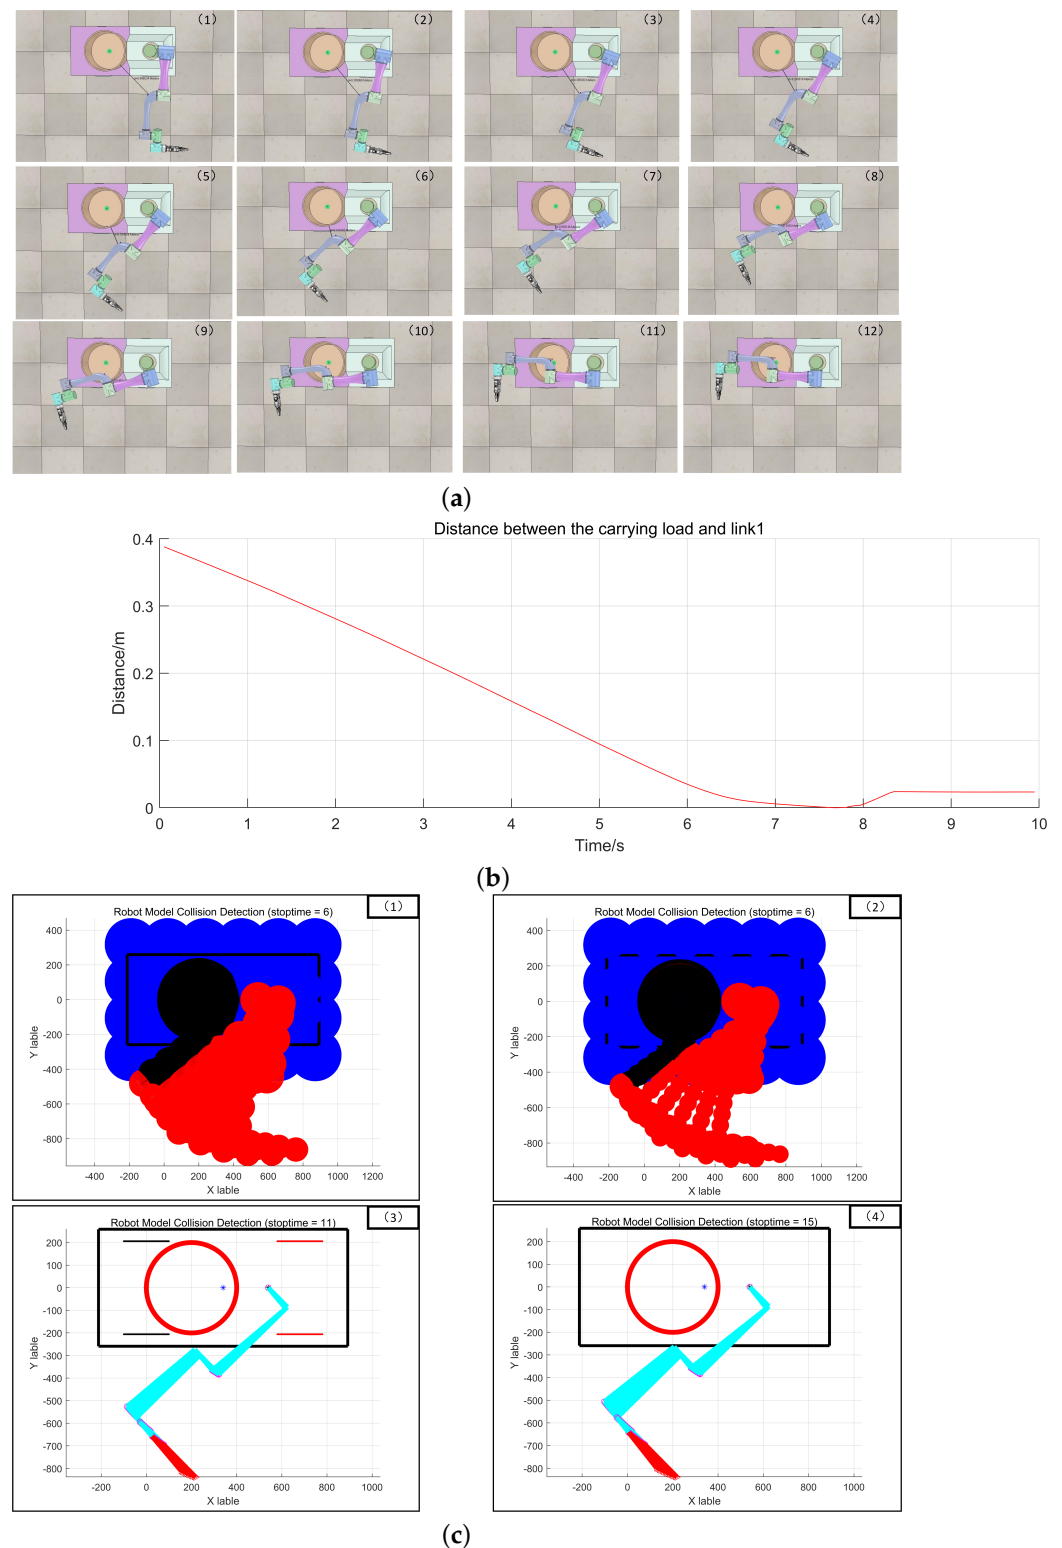 (1) (2) (3) (4)
(5) (6) (7) (8)
(9) (10) (11) (12)
(a)
Distance between the carrying load and link1
0.4
0.3
0.2
0.1
0
Distance/m
0 1 2 3 4 5 6 7 8 9 10
Time/s
(b)
(1)
Robot Model Collision Detection (stoptime = 6)
400
200
0
-200
-400
-600
-800
Y lable
-400 -200 0 200 400 600 800 1000 1200
X lable
(2)
Robot Model Collision Detection (stoptime = 6)
400
200
0
-200
-400
-600
-800
Y lable
-400 -200 0 200 400 600 800 1000 1200
X lable
(3)
Robot Model Collision Detection (stoptime = 11)
200
100
0
-100
-200
-300
-400
-500
-600
-700
-800
Y lable
-200 0 200 400 600 800 1000
X lable
(4)
Robot Model Collision Detection (stoptime = 15)
200
100
0
-100
-200
-300
-400
-500
-600
-700
-800
Y lable
-200 0 200 400 600 800 1000
X lable
(c)